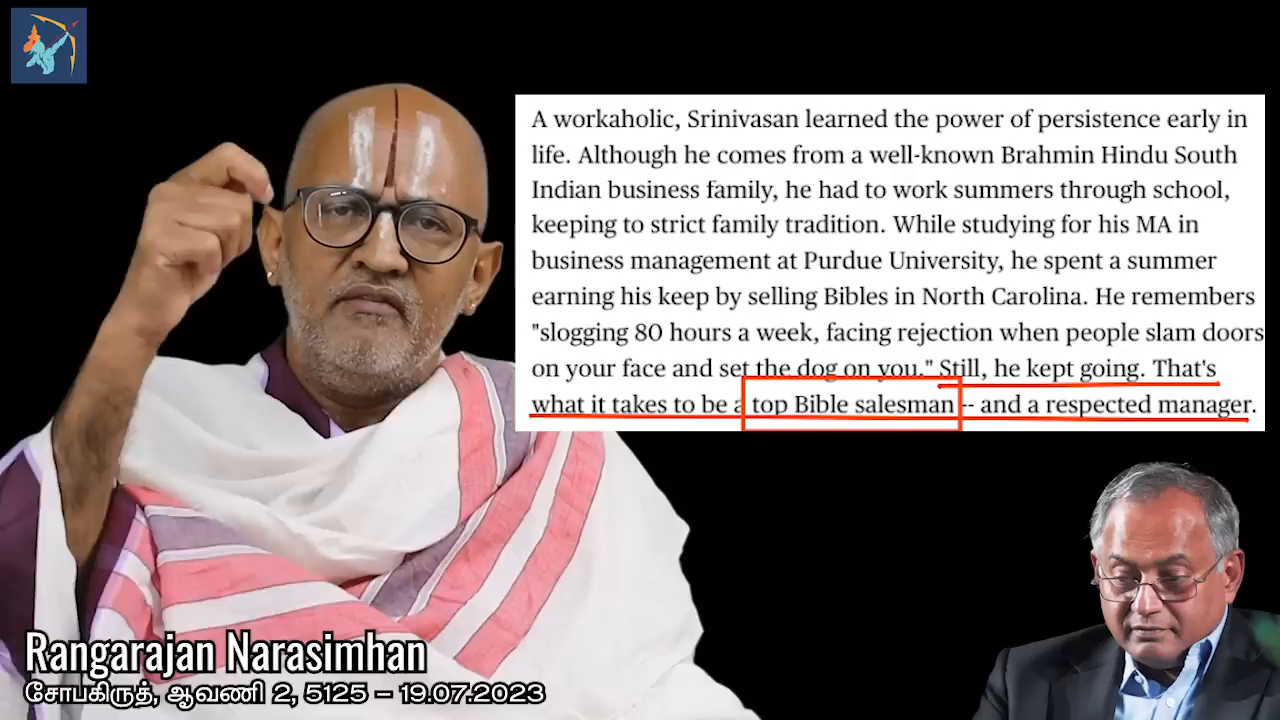 A workaholic, Srinivasan learned the power of persistence early in
life. Although he comes from a well-known Brahmin Hindu South
Indian business family, he had to work summers through school,
keeping to strict family tradition. While studying for his MA in
business management at Purdue University, he spent a summer
earning his keep by selling Bibles in North Carolina. He remembers
"slogging 80 hours a week, facing rejection when people slam doors
on your face and set the dog on you." Still, he kept going. That's
what it takes to be a top Bible salesman -- and a respected manager.
Rangarajan Narasimhan
சோபகிருத், ஆவணி 2, 5125 – 19.07.2023